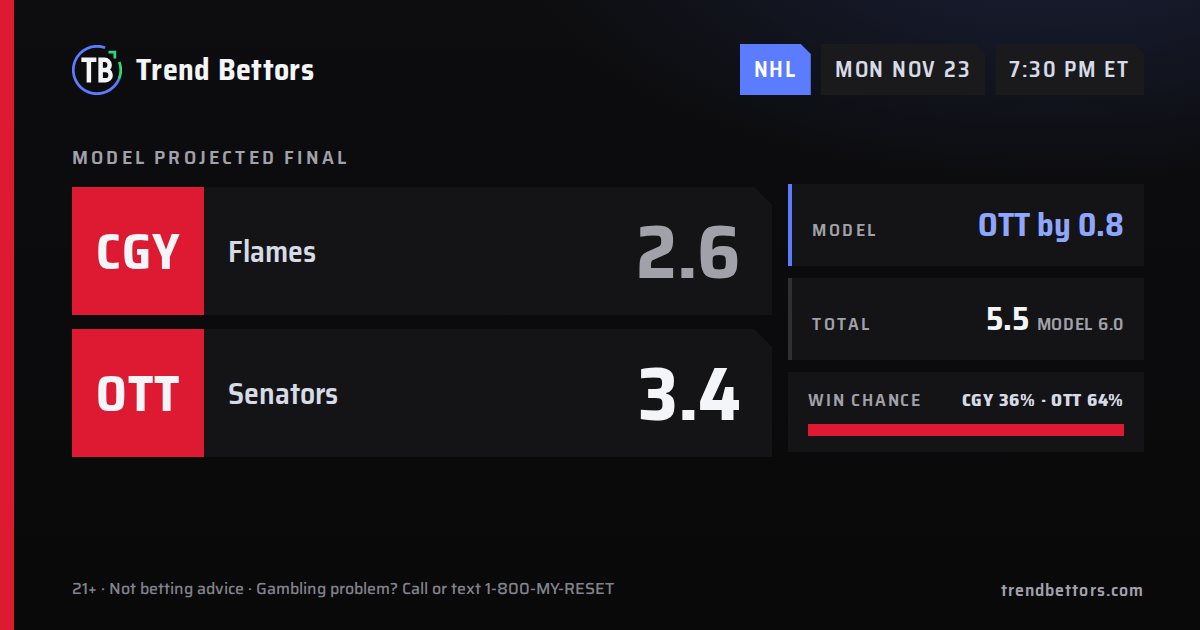 TB Trend Bettors
NHL MON NOV 23 7:30 PM ET
MODEL PROJECTED FINAL
CGY Flames 2.6
OTT Senators 3.4
MODEL OTT by 0.8
TOTAL 5.5 MODEL 6.0
WIN CHANCE CGY 36% · OTT 64%
21+ · Not betting advice · Gambling problem? Call or text 1-800-MY-RESET
trendbettors.com